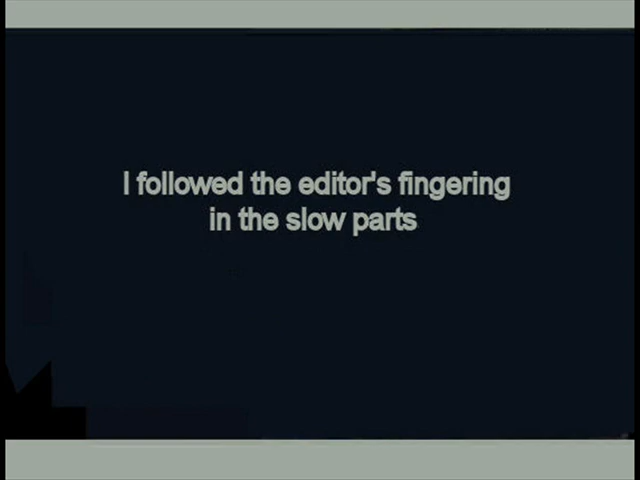 I followed the editor's fingering
in the slow parts